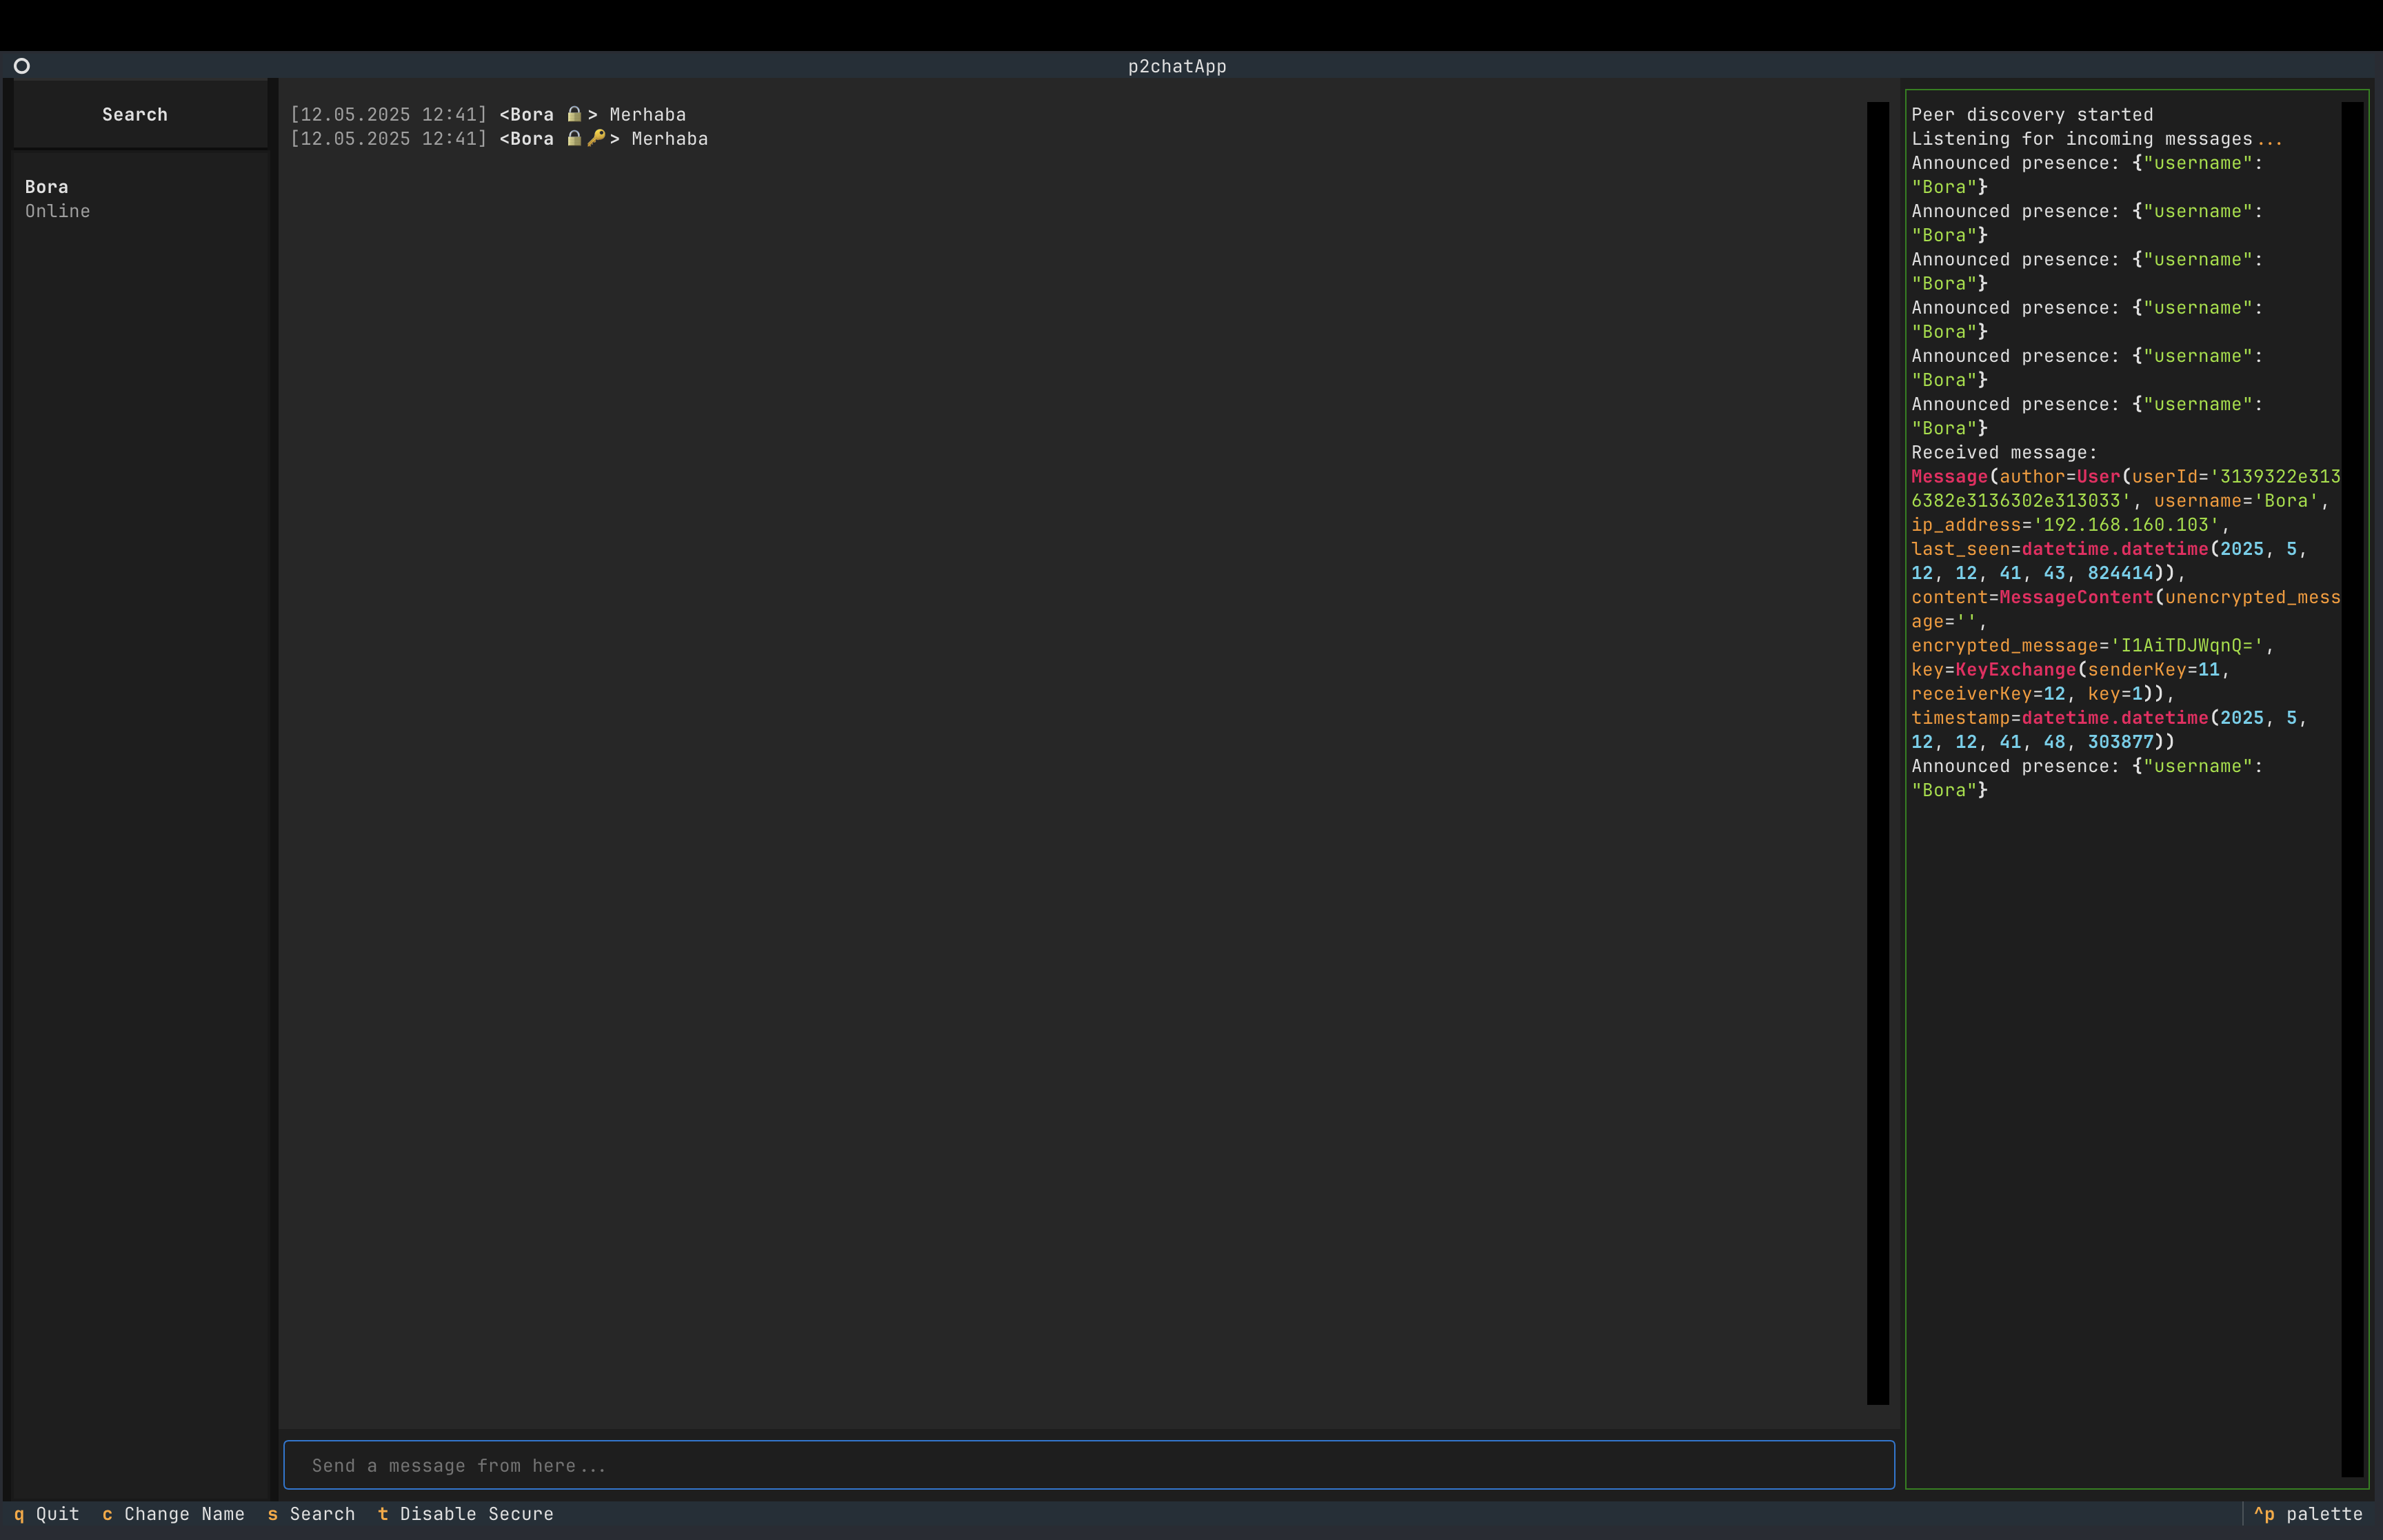 p2chatApp
Search
Bora
Online
[12.05.2025 12:41] <Bora 🔒> Merhaba
[12.05.2025 12:41] <Bora 🔒🔑> Merhaba
Send a message from here...
Peer discovery started
Listening for incoming messages...
Announced presence: {"username":
"Bora"}
Announced presence: {"username":
"Bora"}
Announced presence: {"username":
"Bora"}
Announced presence: {"username":
"Bora"}
Announced presence: {"username":
"Bora"}
Announced presence: {"username":
"Bora"}
Received message:
Message(author=User(userId='3139322e313
6382e3136302e313033', username='Bora',
ip_address='192.168.160.103',
last_seen=datetime.datetime(2025, 5,
12, 12, 41, 43, 824414)),
content=MessageContent(unencrypted_mess
age='',
encrypted_message='I1AiTDJWqnQ=',
key=KeyExchange(senderKey=11,
receiverKey=12, key=1)),
timestamp=datetime.datetime(2025, 5,
12, 12, 41, 48, 303877))
Announced presence: {"username":
"Bora"}
q Quit c Change Name s Search t Disable Secure
^p palette